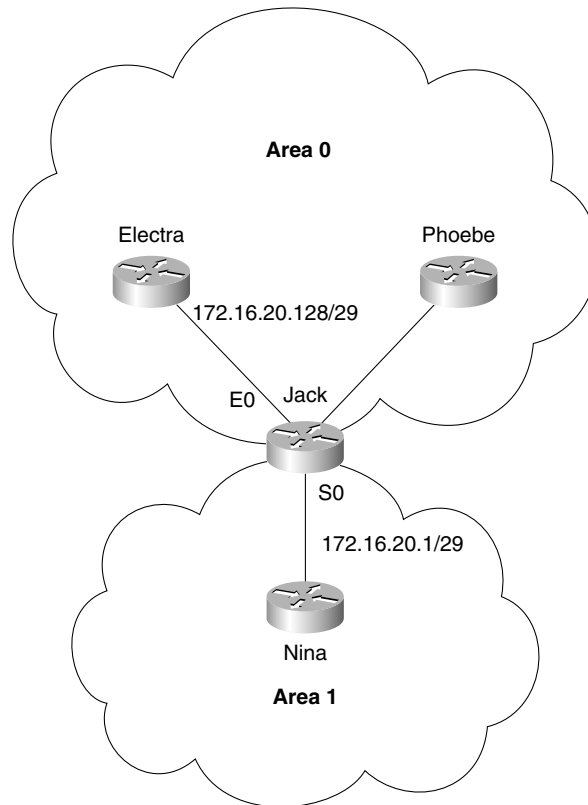 Area 0
Electra
Phoebe
172.16.20.128/29
E0
Jack
S0
172.16.20.1/29
Nina
Area 1